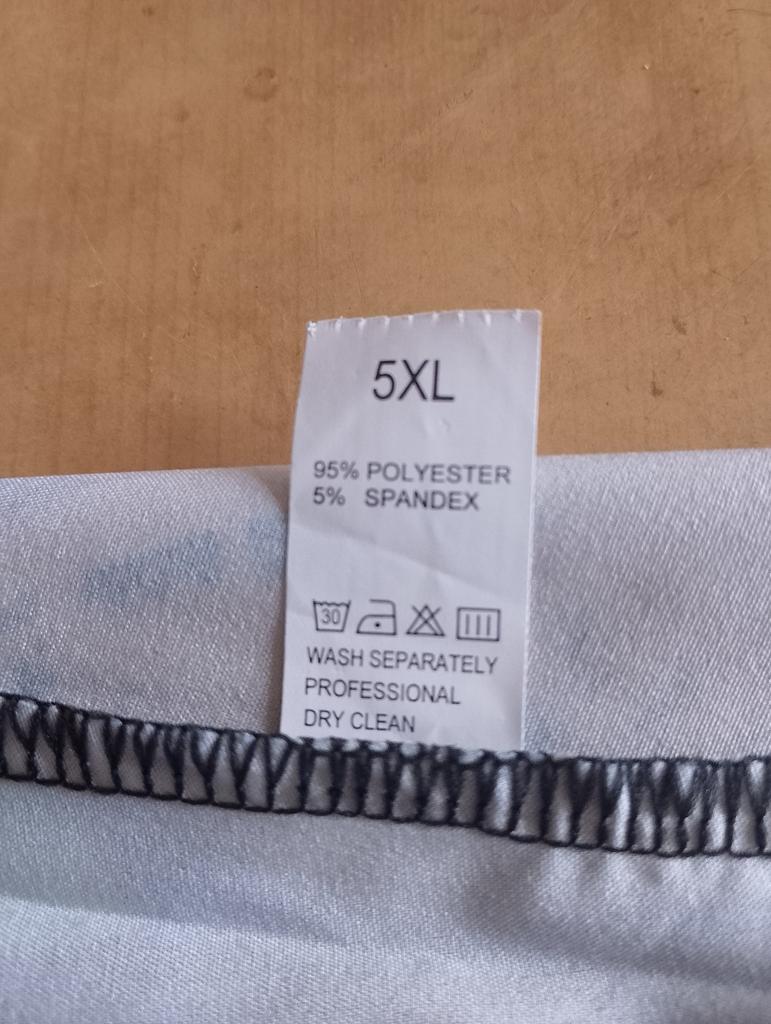 5XL
95% POLYESTER
5% SPANDEX
30
WASH SEPARATELY
PROFESSIONAL
DRY CLEAN